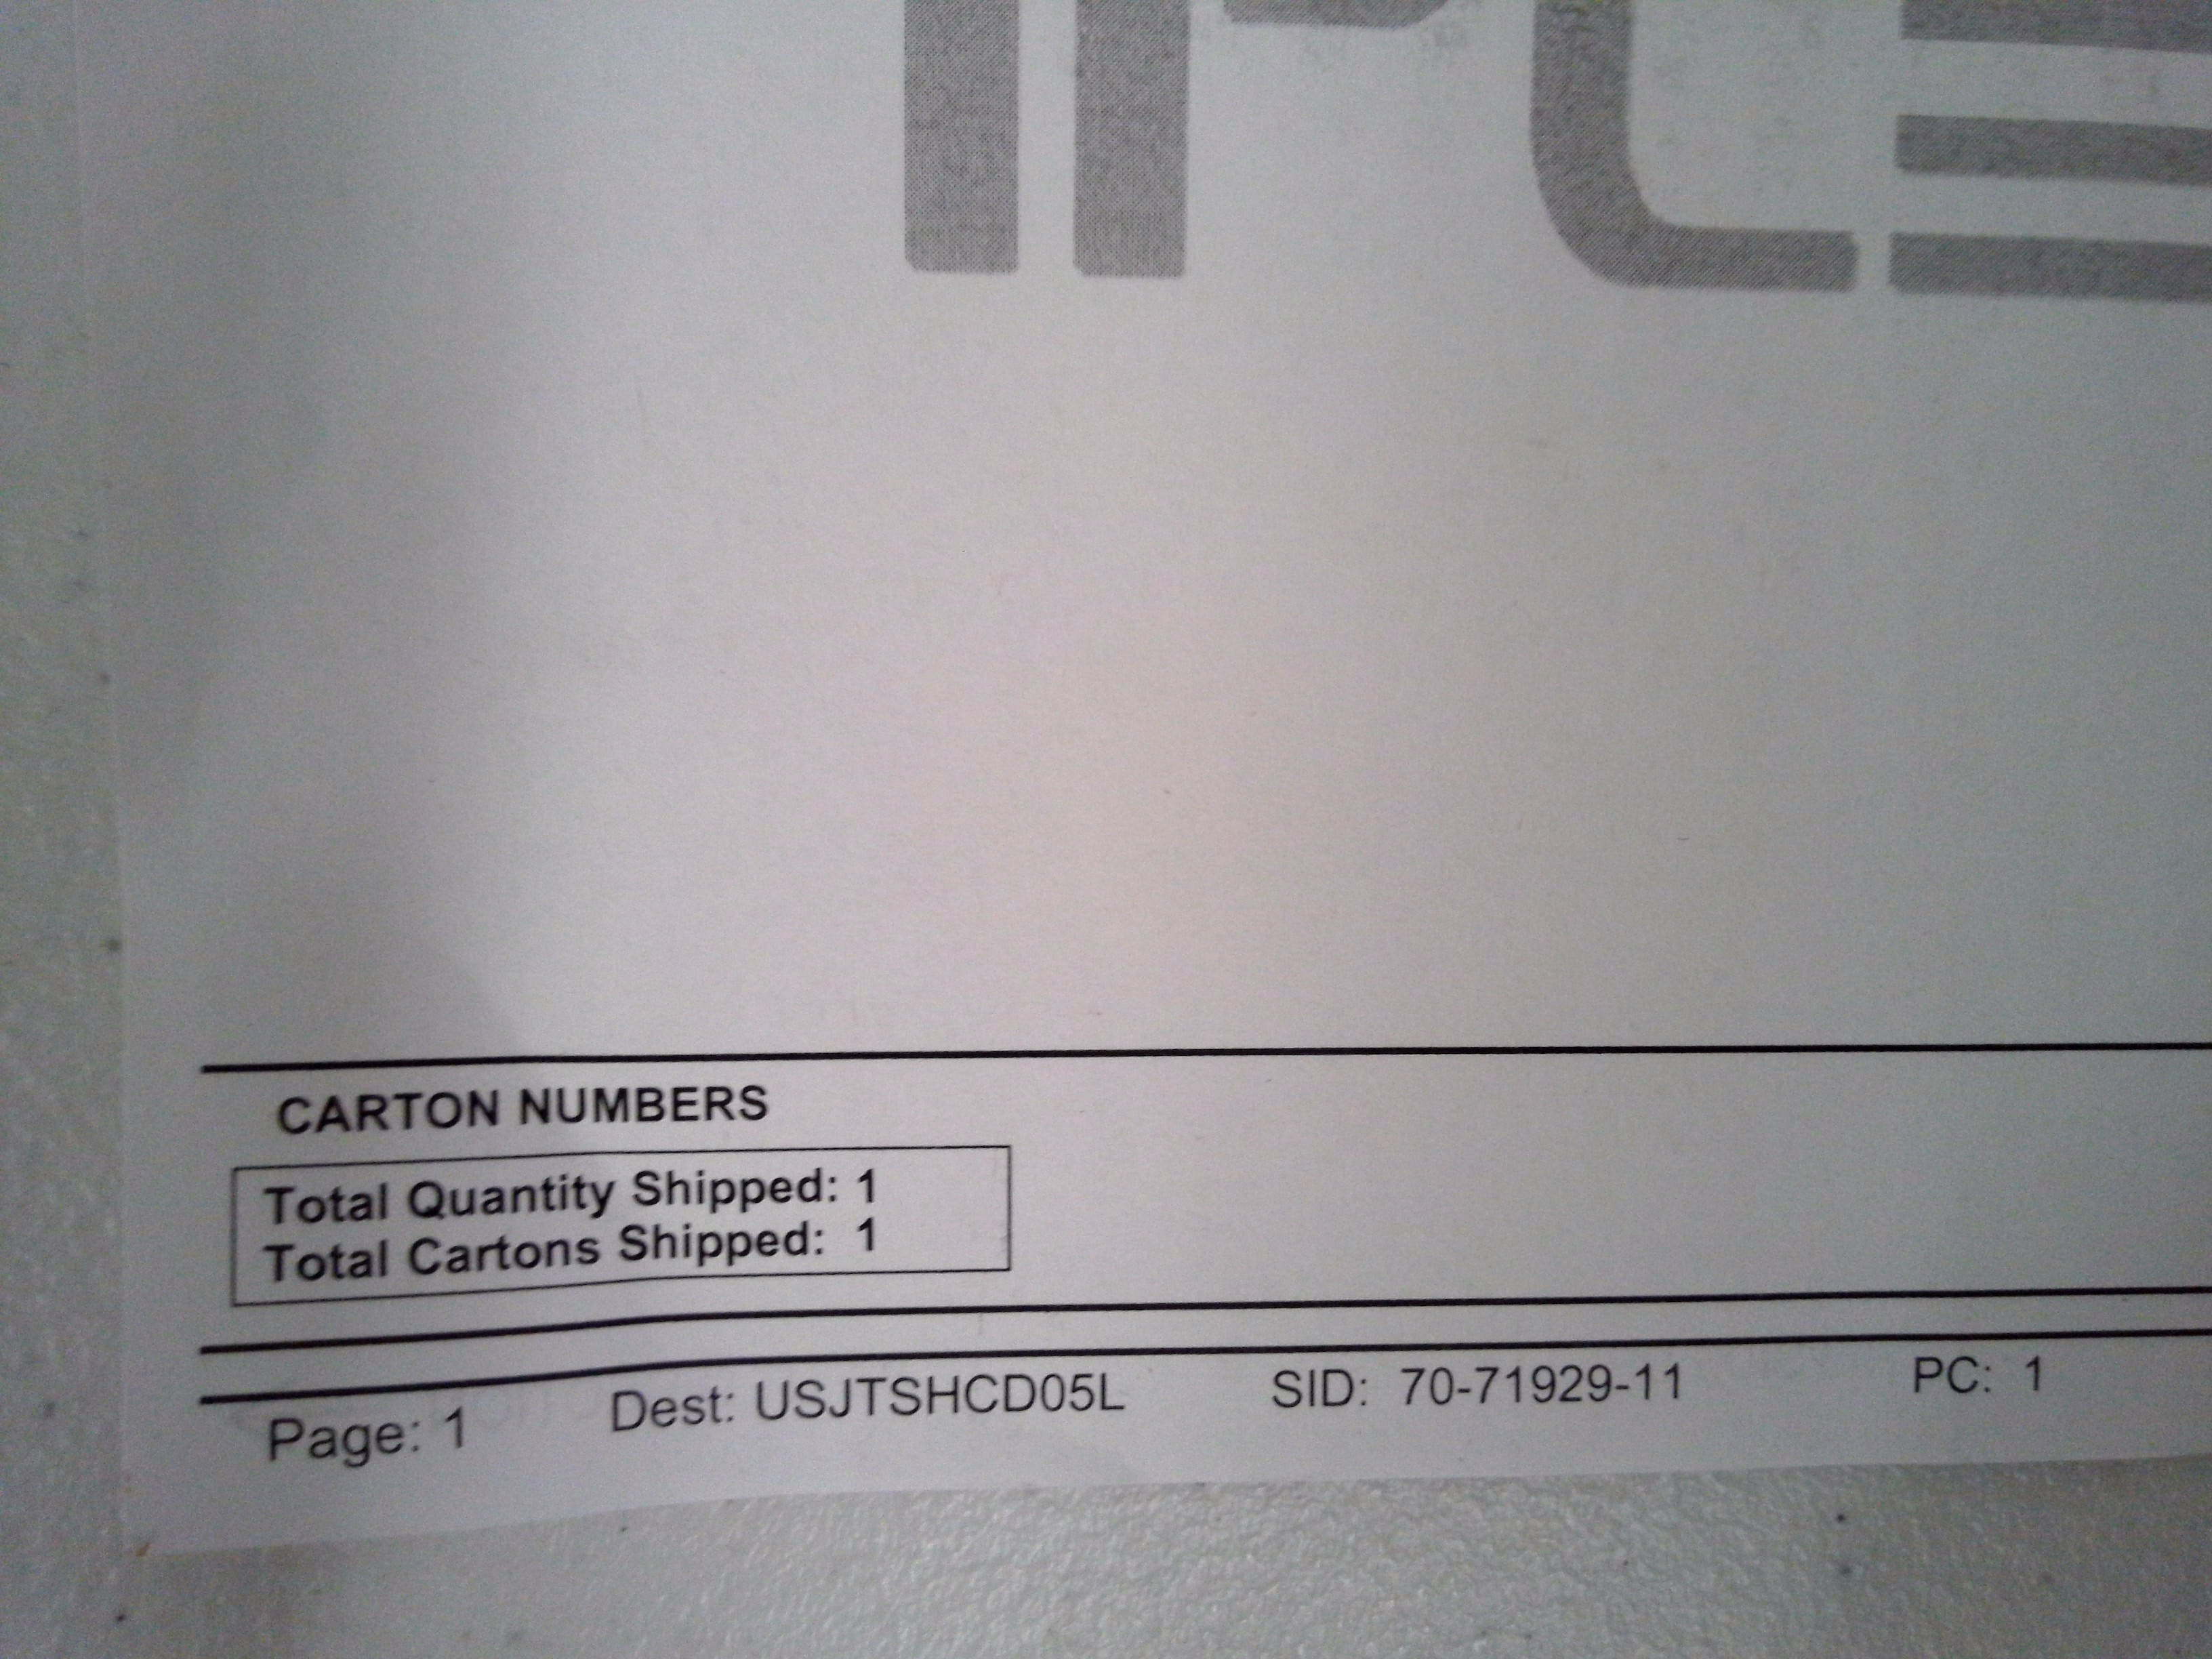 CARTON NUMBERS
Total Quantity Shipped: 1
Total Cartons Shipped: 1
Page: 1 Dest: USJTSHCD05L SID: 70-71929-11 PC: 1